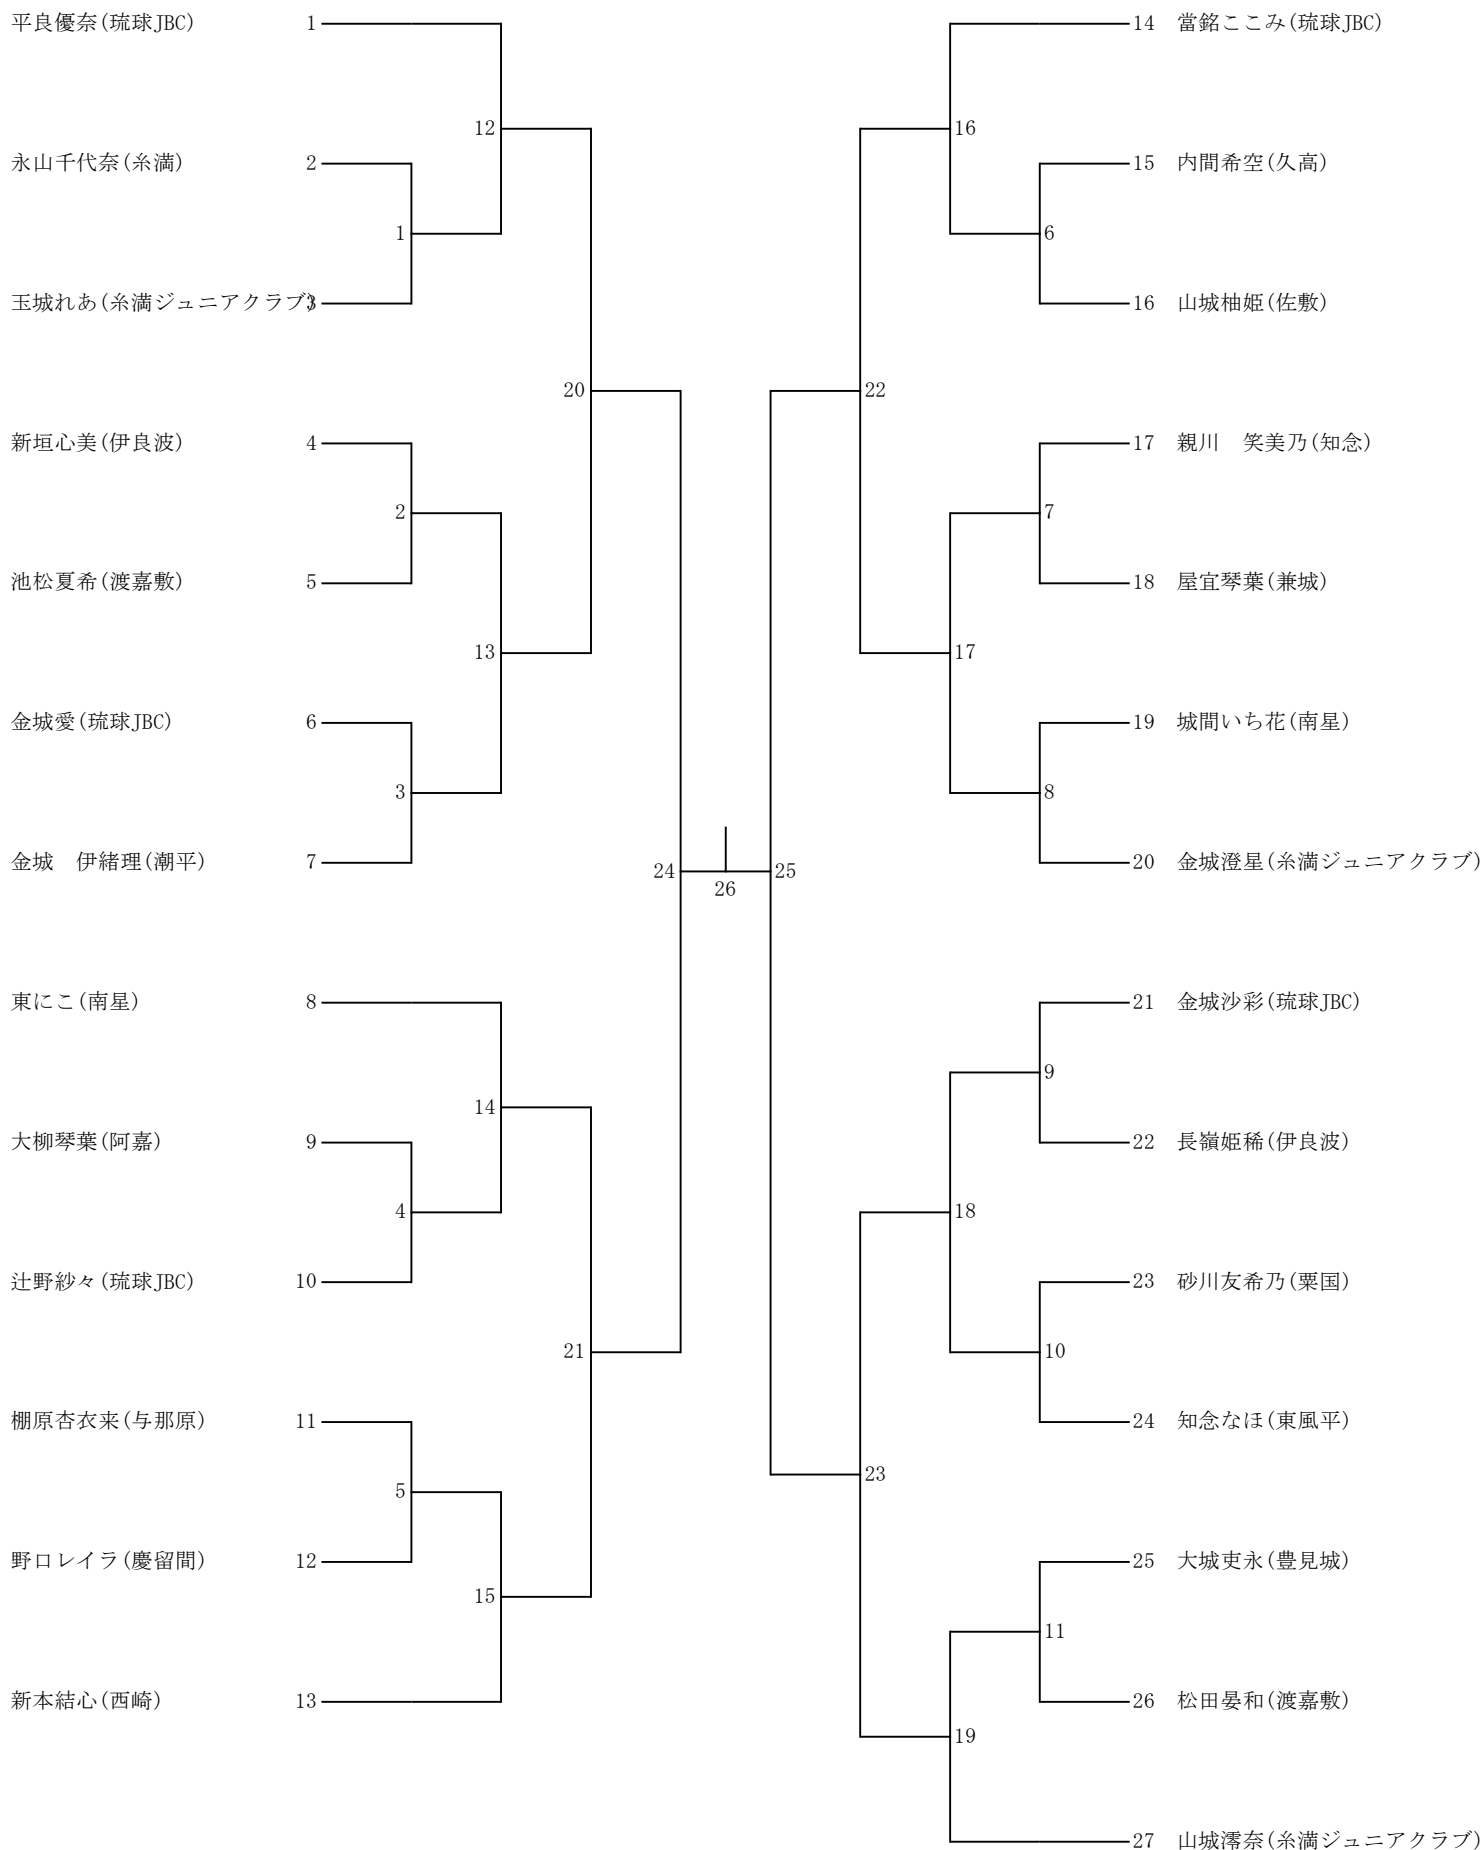 平良優奈(琉球JBC) 1
永山千代奈(糸満) 2
玉城れあ(糸満ジュニアクラブ) 3
新垣心美(伊良波) 4
池松夏希(渡嘉敷) 5
金城愛(琉球JBC) 6
金城　伊緒理(潮平) 7
東にこ(南星) 8
大柳琴葉(阿嘉) 9
辻野紗々(琉球JBC) 10
棚原杏衣来(与那原) 11
野口レイラ(慶留間) 12
新本結心(西崎) 13
1
2
3
4
5
12
13
14
15
20
21
24
26
25
22
23
16
17
18
19
6
7
8
9
10
11
14 當銘ここみ(琉球JBC)
15 内間希空(久高)
16 山城柚姫(佐敷)
17 親川　笑美乃(知念)
18 屋宜琴葉(兼城)
19 城間いち花(南星)
20 金城澄星(糸満ジュニアクラブ)
21 金城沙彩(琉球JBC)
22 長嶺姫稀(伊良波)
23 砂川友希乃(粟国)
24 知念なほ(東風平)
25 大城吏永(豊見城)
26 松田晏和(渡嘉敷)
27 山城澪奈(糸満ジュニアクラブ)